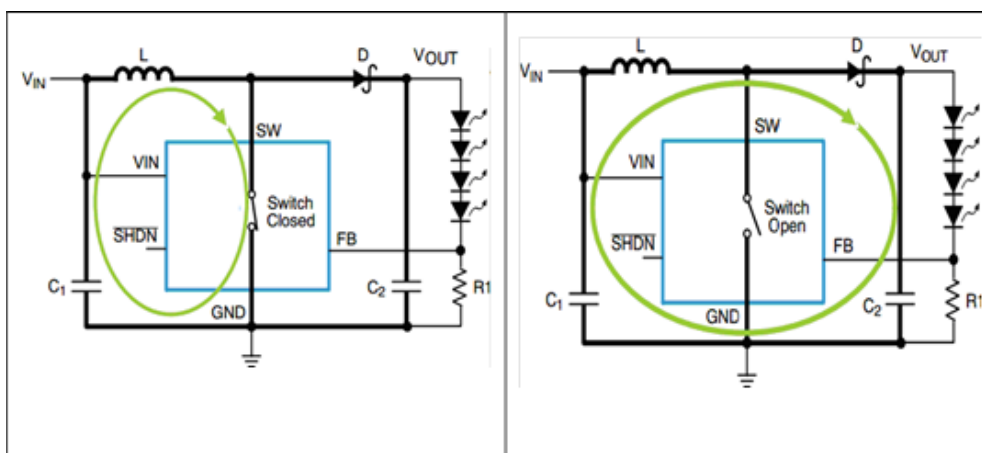 L
D
VOUT
VIN
SW
VIN
Switch
Closed
SHDN
FB
C1
C2
R1
GND
L
D
VOUT
VIN
SW
VIN
Switch
Open
SHDN
FB
C1
C2
R1
GND